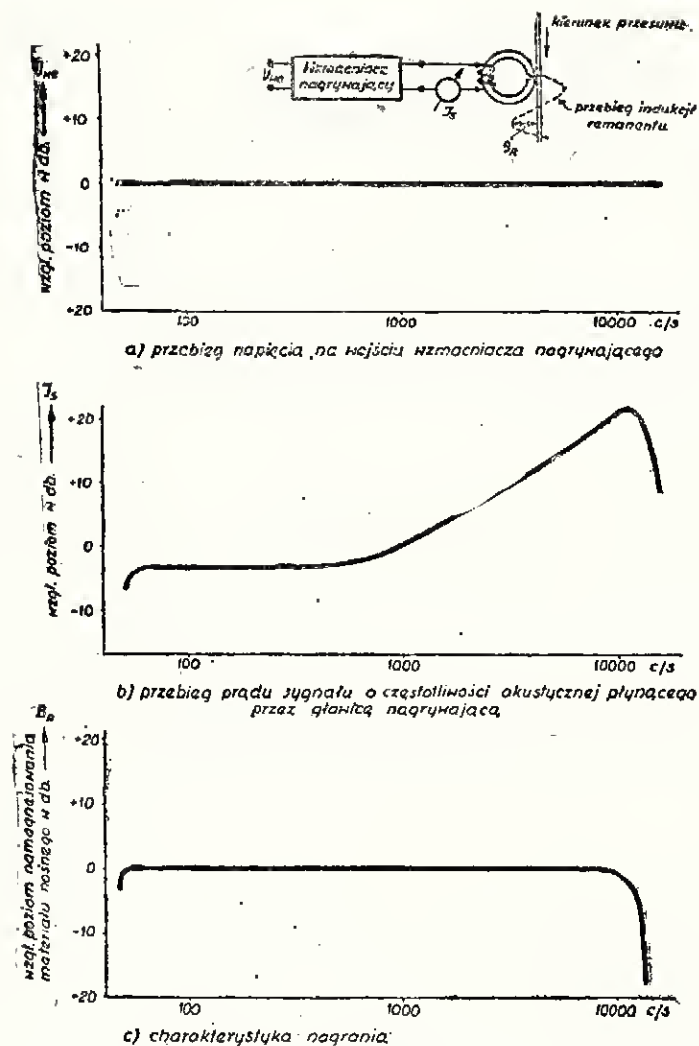 +20
+10
0
-10
+20
wzgl. poziom w db.
kierunek przesuwu
Wzmacniacz
nagrywający
J_s
przebieg indukcji
remanentu
B_R
100 1000 10000 c/s
a) przebieg napięcia na wejściu wzmacniacza nagrywającego
J_s
wzgl. poziom w db.
+20
+10
0
-10
100 1000 10000 c/s
b) przebieg prądu sygnału o częstotliwości akustycznej płynącego
przez głowicę nagrywającą
B_R
wzgl. poziom namagnesowania
materiału nośnego w db.
+20
+10
0
-10
+20
100 1000 10000 c/s
c) charakterystyka nagrania